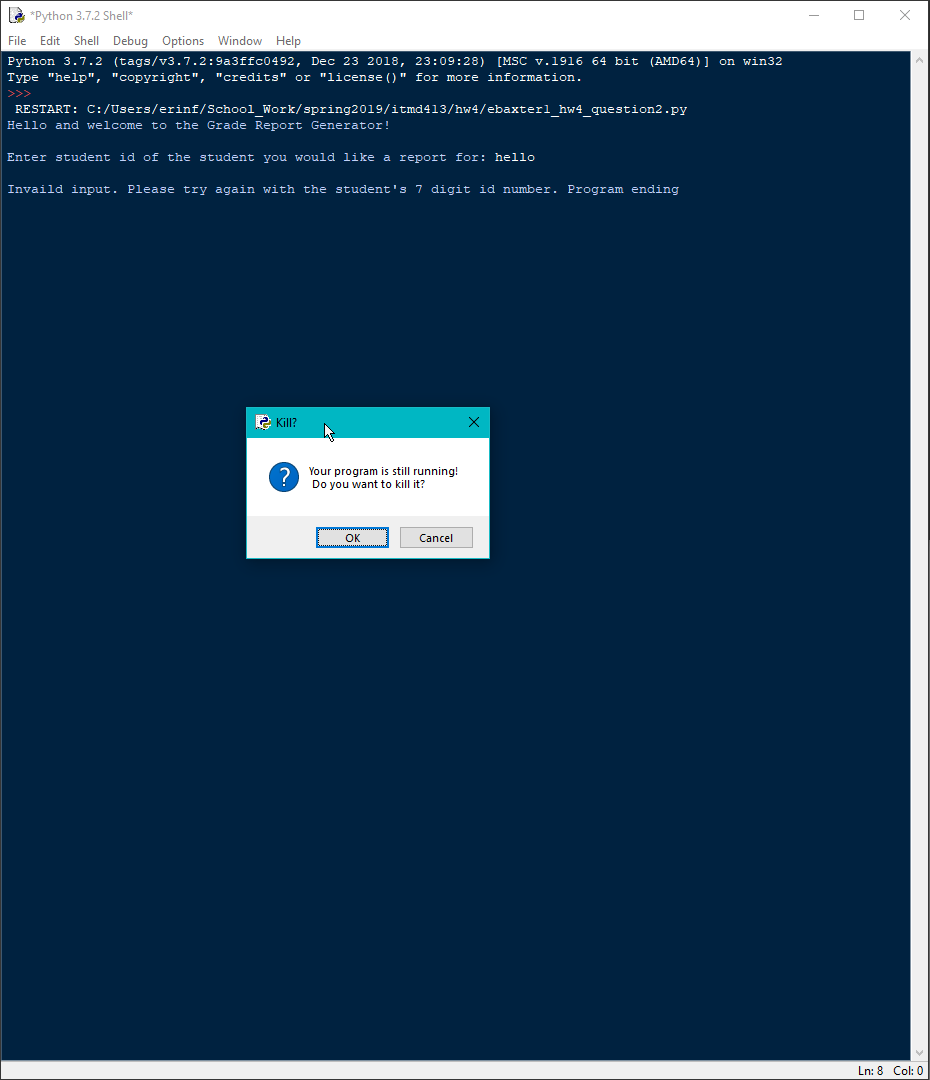 *Python 3.7.2 Shell*
File Edit Shell Debug Options Window Help
Python 3.7.2 (tags/v3.7.2:9a3ffc0492, Dec 23 2018, 23:09:28) [MSC v.1916 64 bit (AMD64)] on win32
Type "help", "copyright", "credits" or "license()" for more information.
>>>
RESTART: C:/Users/erinf/School_Work/spring2019/itmd413/hw4/ebaxter1_hw4_question2.py
Hello and welcome to the Grade Report Generator!
Enter student id of the student you would like a report for: hello
Invaild input. Please try again with the student's 7 digit id number. Program ending
Kill?
Your program is still running!
Do you want to kill it?
OK Cancel
Ln: 8 Col: 0